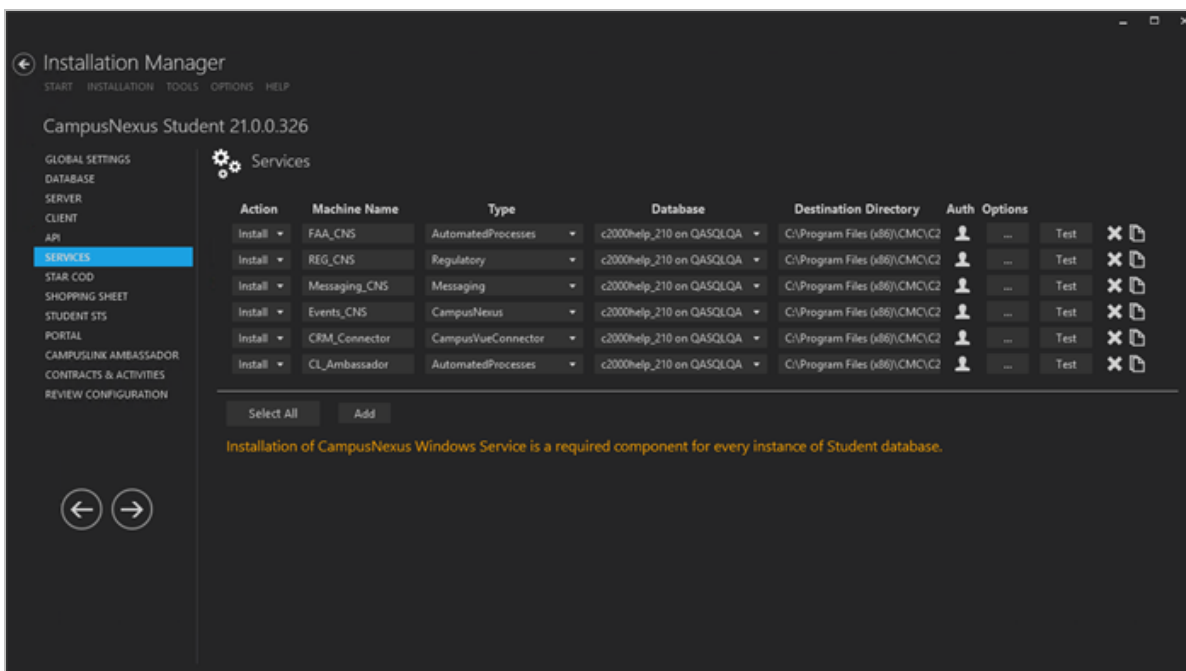 Installation Manager
START INSTALLATION TOOLS OPTIONS HELP
CampusNexus Student 21.0.0.326
GLOBAL SETTINGS
DATABASE
SERVER
CLIENT
API
SERVICES
STAR COD
SHOPPING SHEET
STUDENT STS
PORTAL
CAMPUSLINK AMBASSADOR
CONTRACTS & ACTIVITIES
REVIEW CONFIGURATION
Services
Action Machine Name Type Database Destination Directory Auth Options
Install FAA_CNS AutomatedProcesses c2000help_210 on QASQLQA C:\Program Files (x86)\CMC\C2 ... Test
Install REG_CNS Regulatory c2000help_210 on QASQLQA C:\Program Files (x86)\CMC\C2 ... Test
Install Messaging_CNS Messaging c2000help_210 on QASQLQA C:\Program Files (x86)\CMC\C2 ... Test
Install Events_CNS CampusNexus c2000help_210 on QASQLQA C:\Program Files (x86)\CMC\C2 ... Test
Install CRM_Connector CampusVueConnector c2000help_210 on QASQLQA C:\Program Files (x86)\CMC\C2 ... Test
Install CL_Ambassador AutomatedProcesses c2000help_210 on QASQLQA C:\Program Files (x86)\CMC\C2 ... Test
Select All Add
Installation of CampusNexus Windows Service is a required component for every instance of Student database.